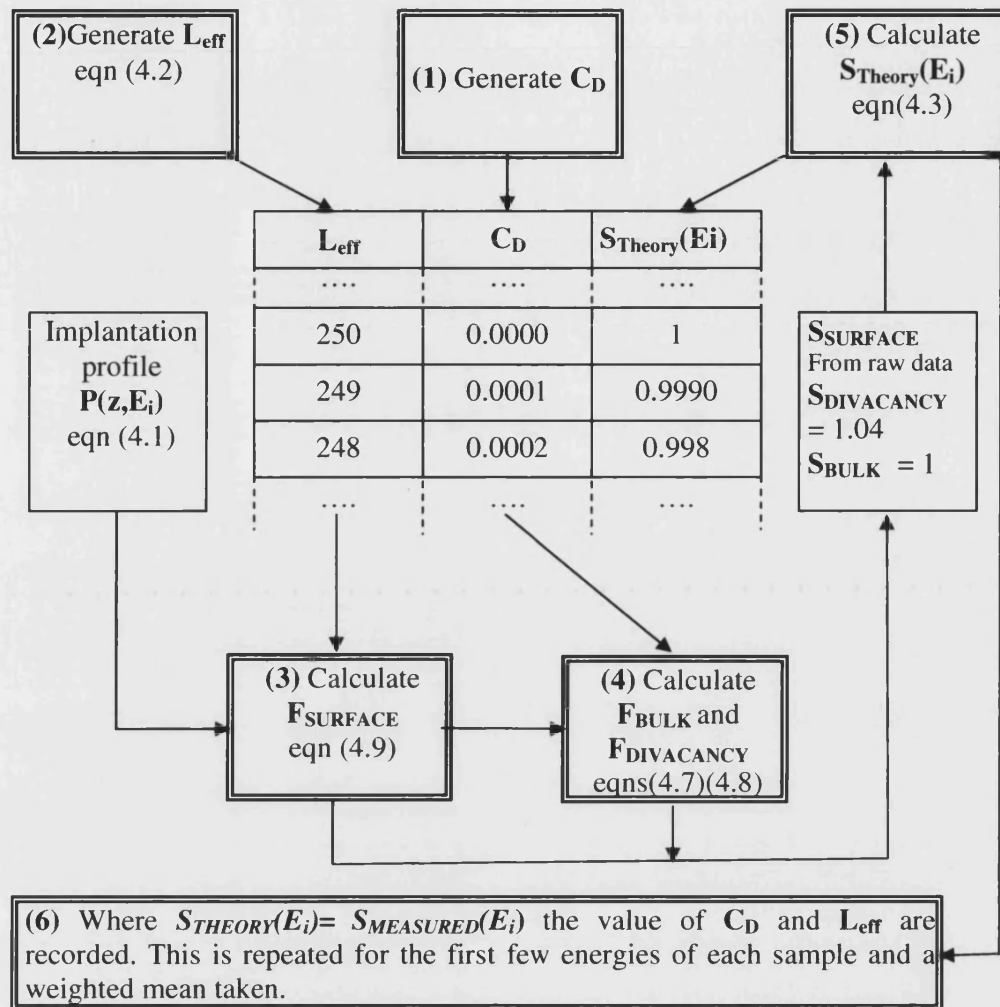 (2)Generate Leff
eqn (4.2)
(1) Generate CD
(5) Calculate
STheory(Ei)
eqn(4.3)
Leff CD STheory(Ei)
.... .... ....
250 0.0000 1
249 0.0001 0.9990
248 0.0002 0.998
.... .... ....
Implantation
profile
P(z,Ei)
eqn (4.1)
SSURFACE
From raw data
SDIVACANCY
= 1.04
SBULK = 1
(3) Calculate
FSURFACE
eqn (4.9)
(4) Calculate
FBULK and
FDIVACANCY
eqns(4.7)(4.8)
(6) Where STHEORY(Ei)= SMEASURED(Ei) the value of CD and Leff are
recorded. This is repeated for the first few energies of each sample and a
weighted mean taken.